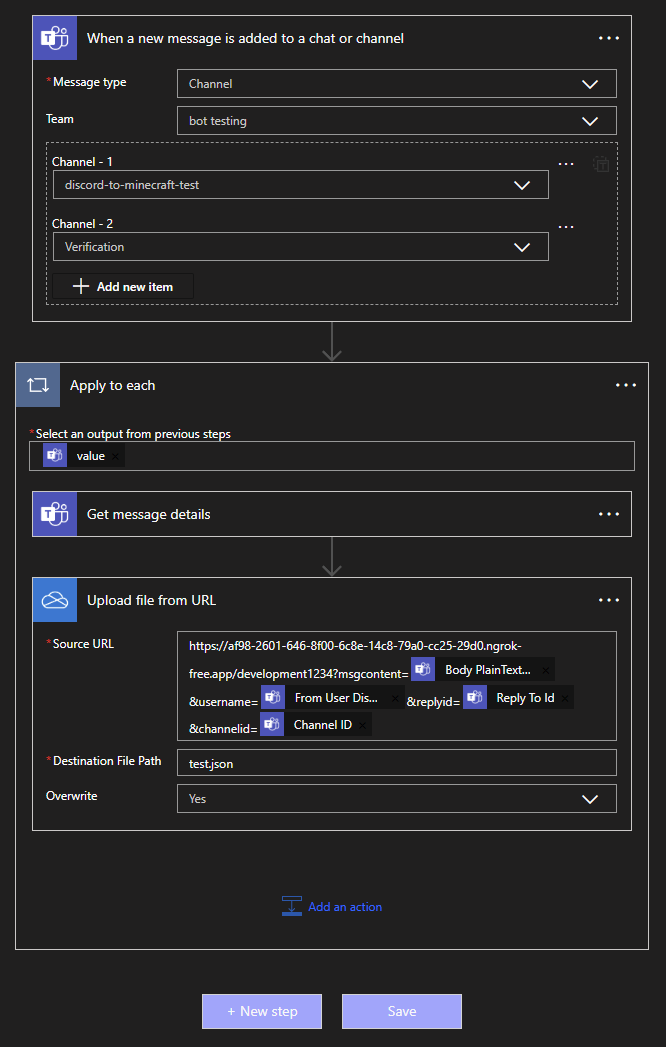 When a new message is added to a chat or channel
* Message type
Channel
Team
bot testing
Channel - 1
discord-to-minecraft-test
Channel - 2
Verification
Add new item
Apply to each
* Select an output from previous steps
value ×
Get message details
Upload file from URL
* Source URL
https://af98-2601-646-8f00-6c8e-14c8-79a0-cc25-29d0.ngrok-
free.app/development1234?msgcontent= Body PlainText... ×
&username= From User Dis... × &replyid= Reply To Id ×
&channelid= Channel ID ×
* Destination File Path
test.json
Overwrite
Yes
Add an action
+ New step
Save